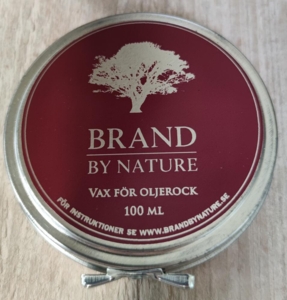 BRAND
BY NATURE
VAX FÖR OLJEROCK
100 ML
FÖR INSTRUKTIONER SE WWW.BRANDBYNATURE.SE